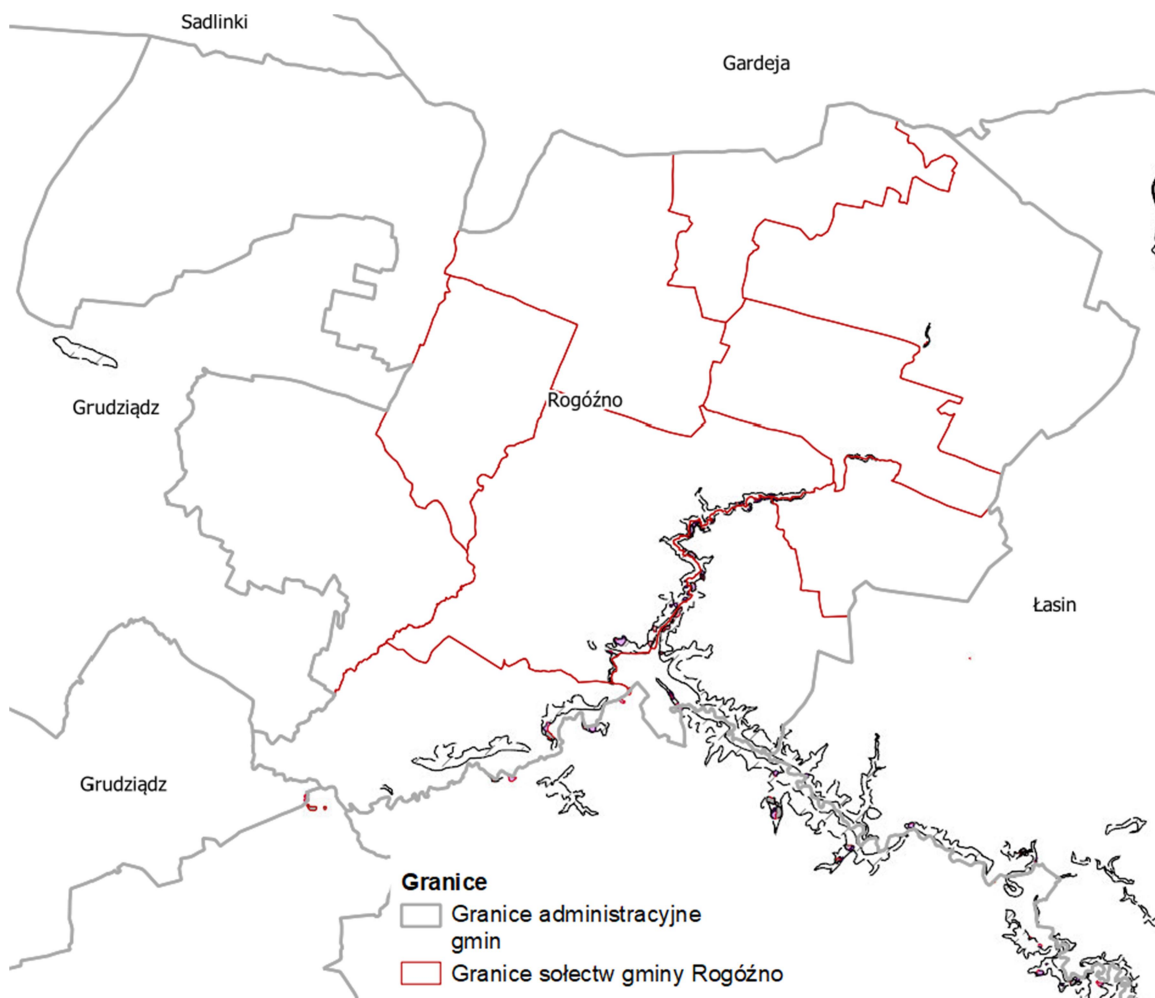 Sadlinki
Gardeja
Rogóźno
Grudziądz
Łasin
Grudziądz
Granice
Granice administracyjne
gmin
Granice sołectw gminy Rogóźno